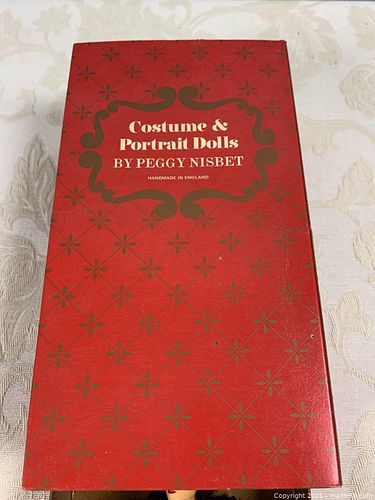 Costume &
Portrait Dolls
BY PEGGY NISBET
HANDMADE IN ENGLAND